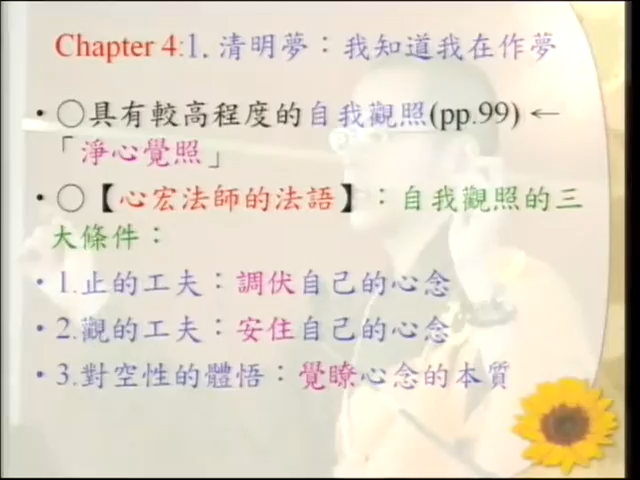 Chapter 4:1. 清明夢：我知道我在作夢
•○具有較高程度的自我觀照(pp.99) ←
「淨心覺照」
•○【心宏法師的法語】：自我觀照的三
大條件：
•1.止的工夫：調伏自己的心念
•2.觀的工夫：安住自己的心念
•3.對空性的體悟：覺瞭心念的本質